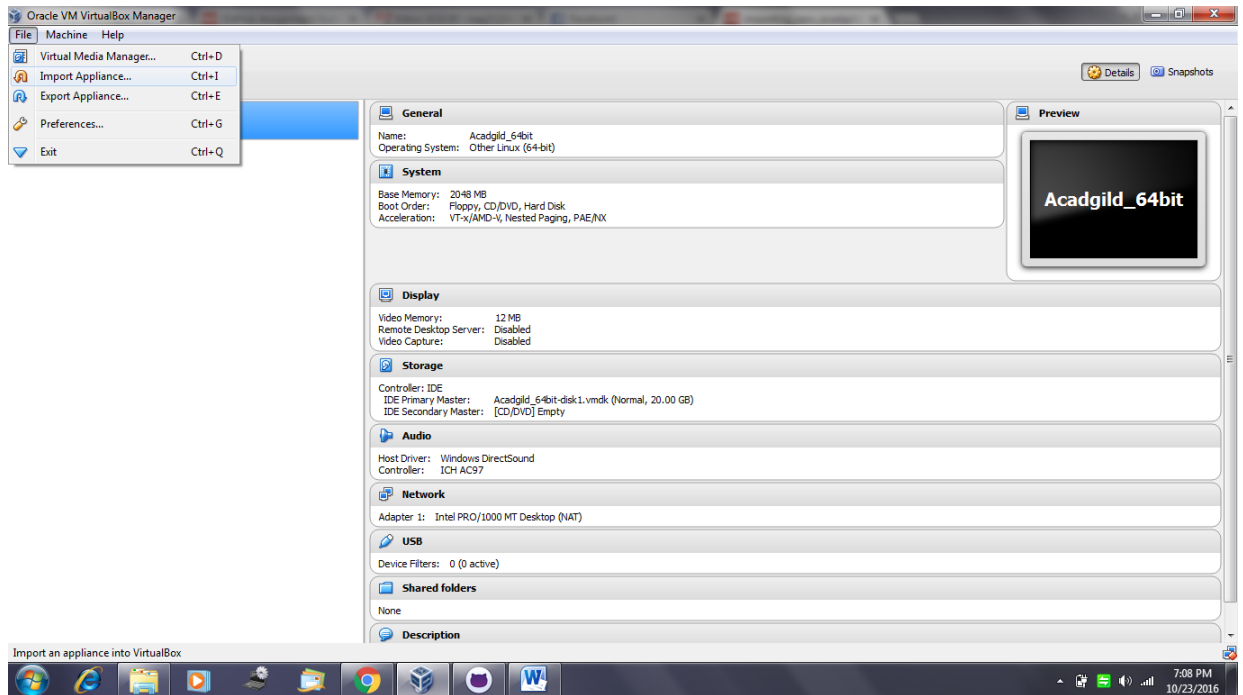 Oracle VM VirtualBox Manager
File Machine Help
Virtual Media Manager... Ctrl+D
Import Appliance... Ctrl+I
Export Appliance... Ctrl+E
Preferences... Ctrl+G
Exit Ctrl+Q
Details Snapshots
General
Name: Acadgild_64bit
Operating System: Other Linux (64-bit)
System
Base Memory: 2048 MB
Boot Order: Floppy, CD/DVD, Hard Disk
Acceleration: VT-x/AMD-V, Nested Paging, PAE/NX
Preview
Acadgild_64bit
Display
Video Memory: 12 MB
Remote Desktop Server: Disabled
Video Capture: Disabled
Storage
Controller: IDE
IDE Primary Master: Acadgild_64bit-disk1.vmdk (Normal, 20.00 GB)
IDE Secondary Master: [CD/DVD] Empty
Audio
Host Driver: Windows DirectSound
Controller: ICH AC97
Network
Adapter 1: Intel PRO/1000 MT Desktop (NAT)
USB
Device Filters: 0 (0 active)
Shared folders
None
Description
Import an appliance into VirtualBox
7:08 PM
10/23/2016